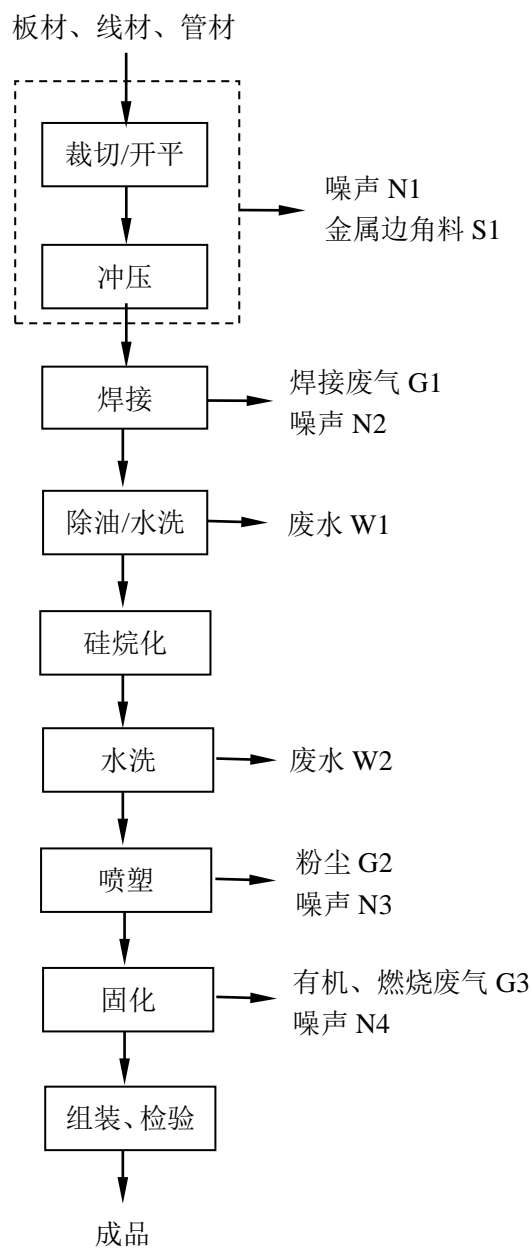 板材、线材、管材
裁切/开平
噪声 N1
金属边角料 S1
冲压
焊接
焊接废气 G1
噪声 N2
除油/水洗
废水 W1
硅烷化
水洗
废水 W2
喷塑
粉尘 G2
噪声 N3
固化
有机、燃烧废气 G3
噪声 N4
组装、检验
成品